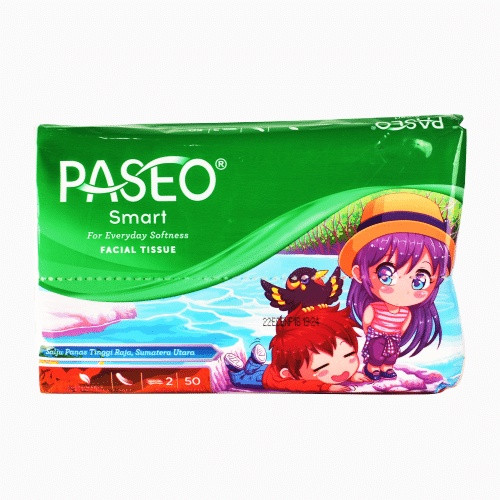 PASEO
PASEO®
Smart
For Everyday Softness
FACIAL TISSUE
Salju Panas Tinggi Raja, Sumatera Utara
2 50